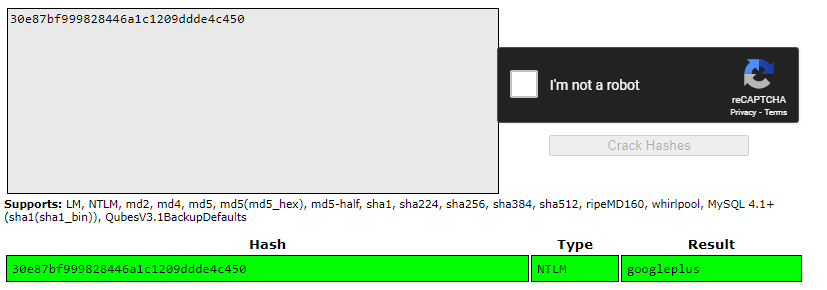 30e87bf999828446a1c1209ddde4c450
I'm not a robot
reCAPTCHA
Privacy - Terms
Crack Hashes
Supports: LM, NTLM, md2, md4, md5, md5(md5_hex), md5-half, sha1, sha224, sha256, sha384, sha512, ripeMD160, whirlpool, MySQL 4.1+
(sha1(sha1_bin)), QubesV3.1BackupDefaults
Hash Type Result
30e87bf999828446a1c1209ddde4c450 NTLM googleplus